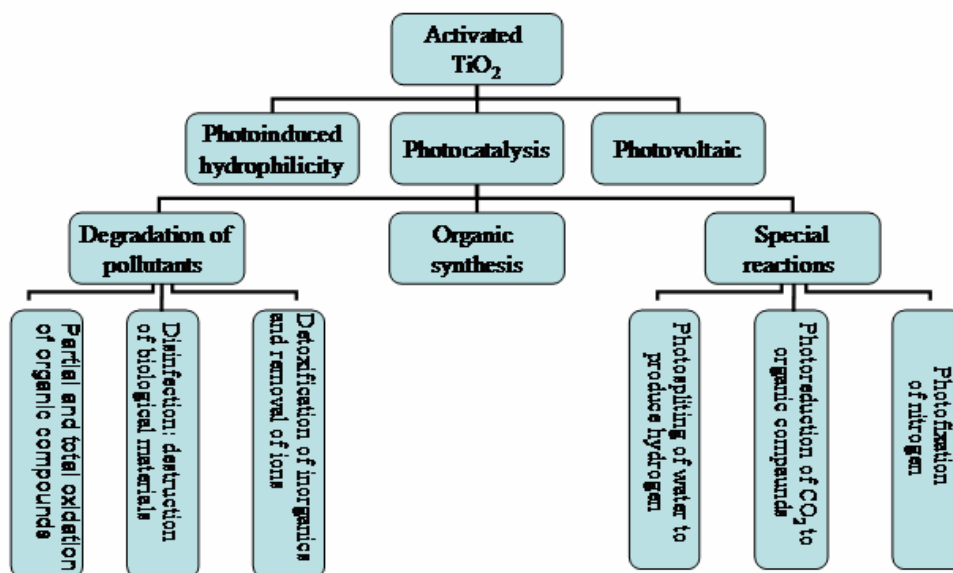 Activated
TiO₂
Photoinduced
hydrophilicity
Photocatalysis
Photovoltaic
Degradation of
pollutants
Organic
synthesis
Special
reactions
Partial and total oxidation
of organic compounds
Disinfection: destruction
of biological materials
Detoxification of inorganics
and removal of ions
Photospliting of water to
produce hydrogen
Photoreduction of CO₂ to
organic compaunds
Photofixation
of nitrogen